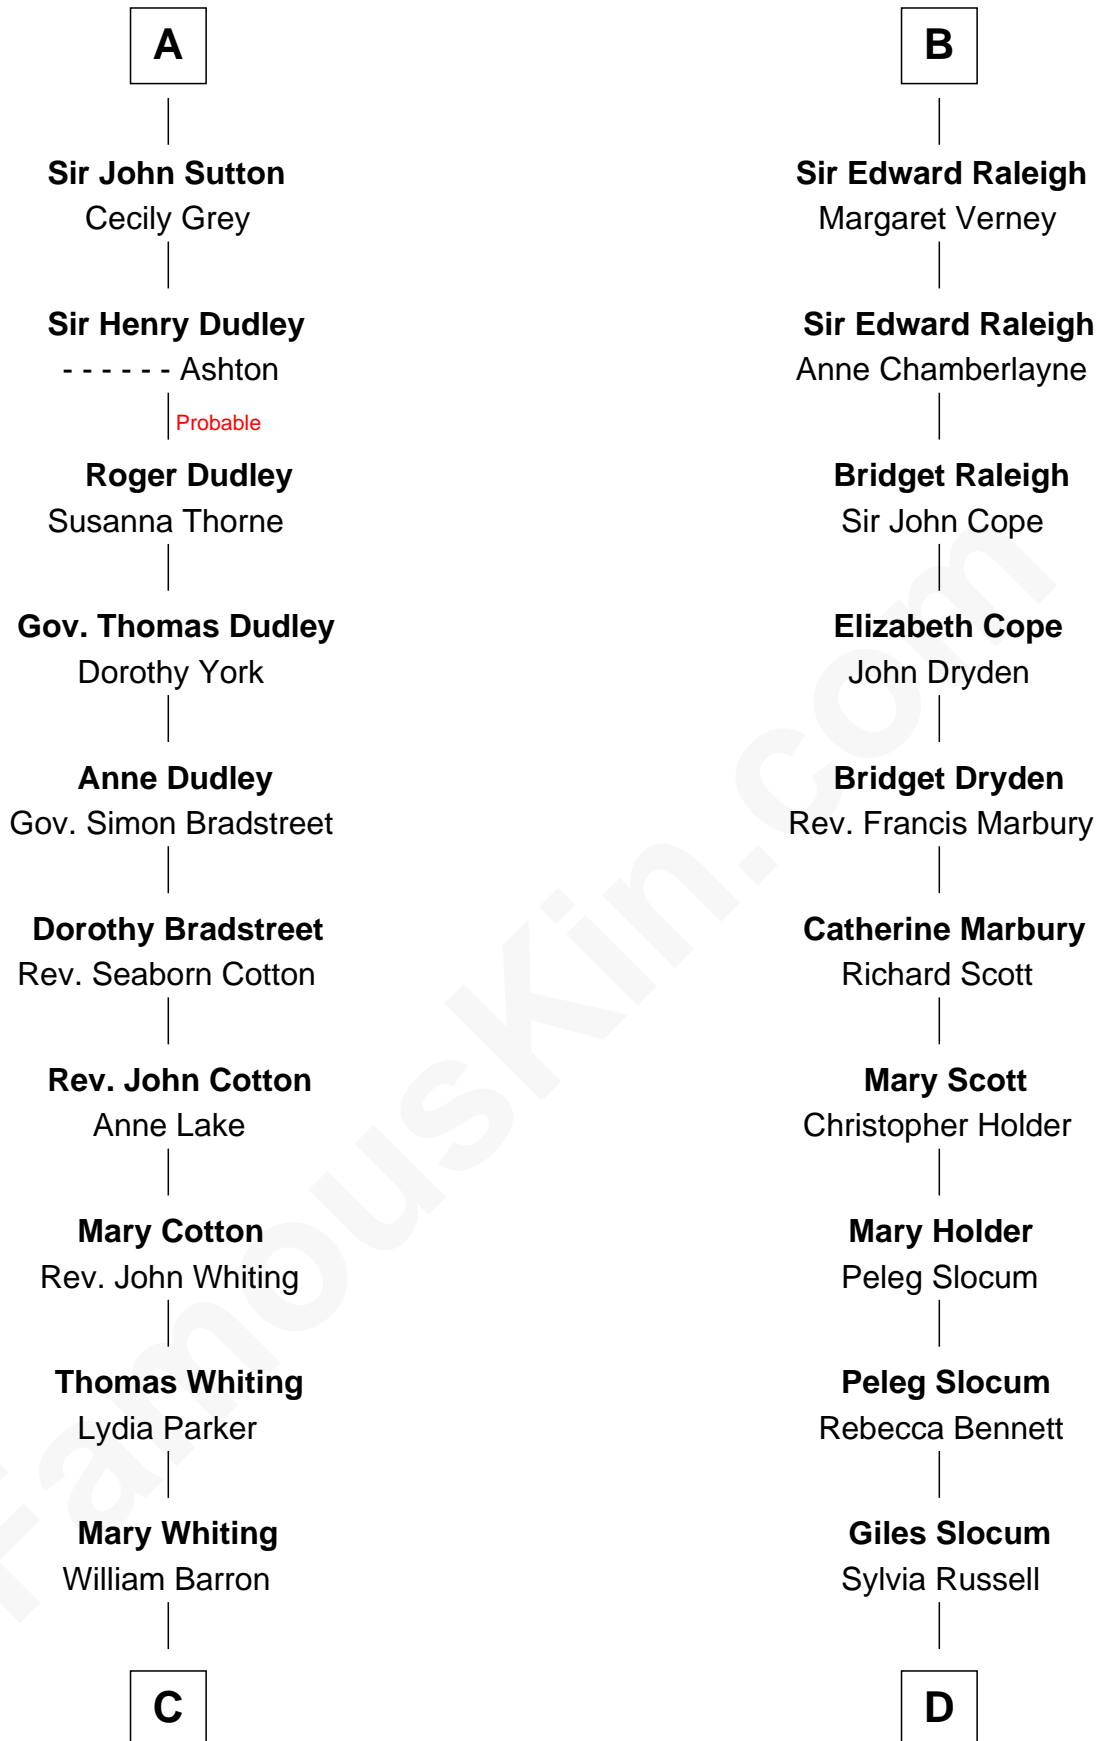 A
Sir John Sutton
Cecily Grey
Sir Henry Dudley
- - - - - - Ashton
Probable
Roger Dudley
Susanna Thorne
Gov. Thomas Dudley
Dorothy York
Anne Dudley
Gov. Simon Bradstreet
Dorothy Bradstreet
Rev. Seaborn Cotton
Rev. John Cotton
Anne Lake
Mary Cotton
Rev. John Whiting
Thomas Whiting
Lydia Parker
Mary Whiting
William Barron
C
B
Sir Edward Raleigh
Margaret Verney
Sir Edward Raleigh
Anne Chamberlayne
Bridget Raleigh
Sir John Cope
Elizabeth Cope
John Dryden
Bridget Dryden
Rev. Francis Marbury
Catherine Marbury
Richard Scott
Mary Scott
Christopher Holder
Mary Holder
Peleg Slocum
Peleg Slocum
Rebecca Bennett
Giles Slocum
Sylvia Russell
D
FamousKin.com